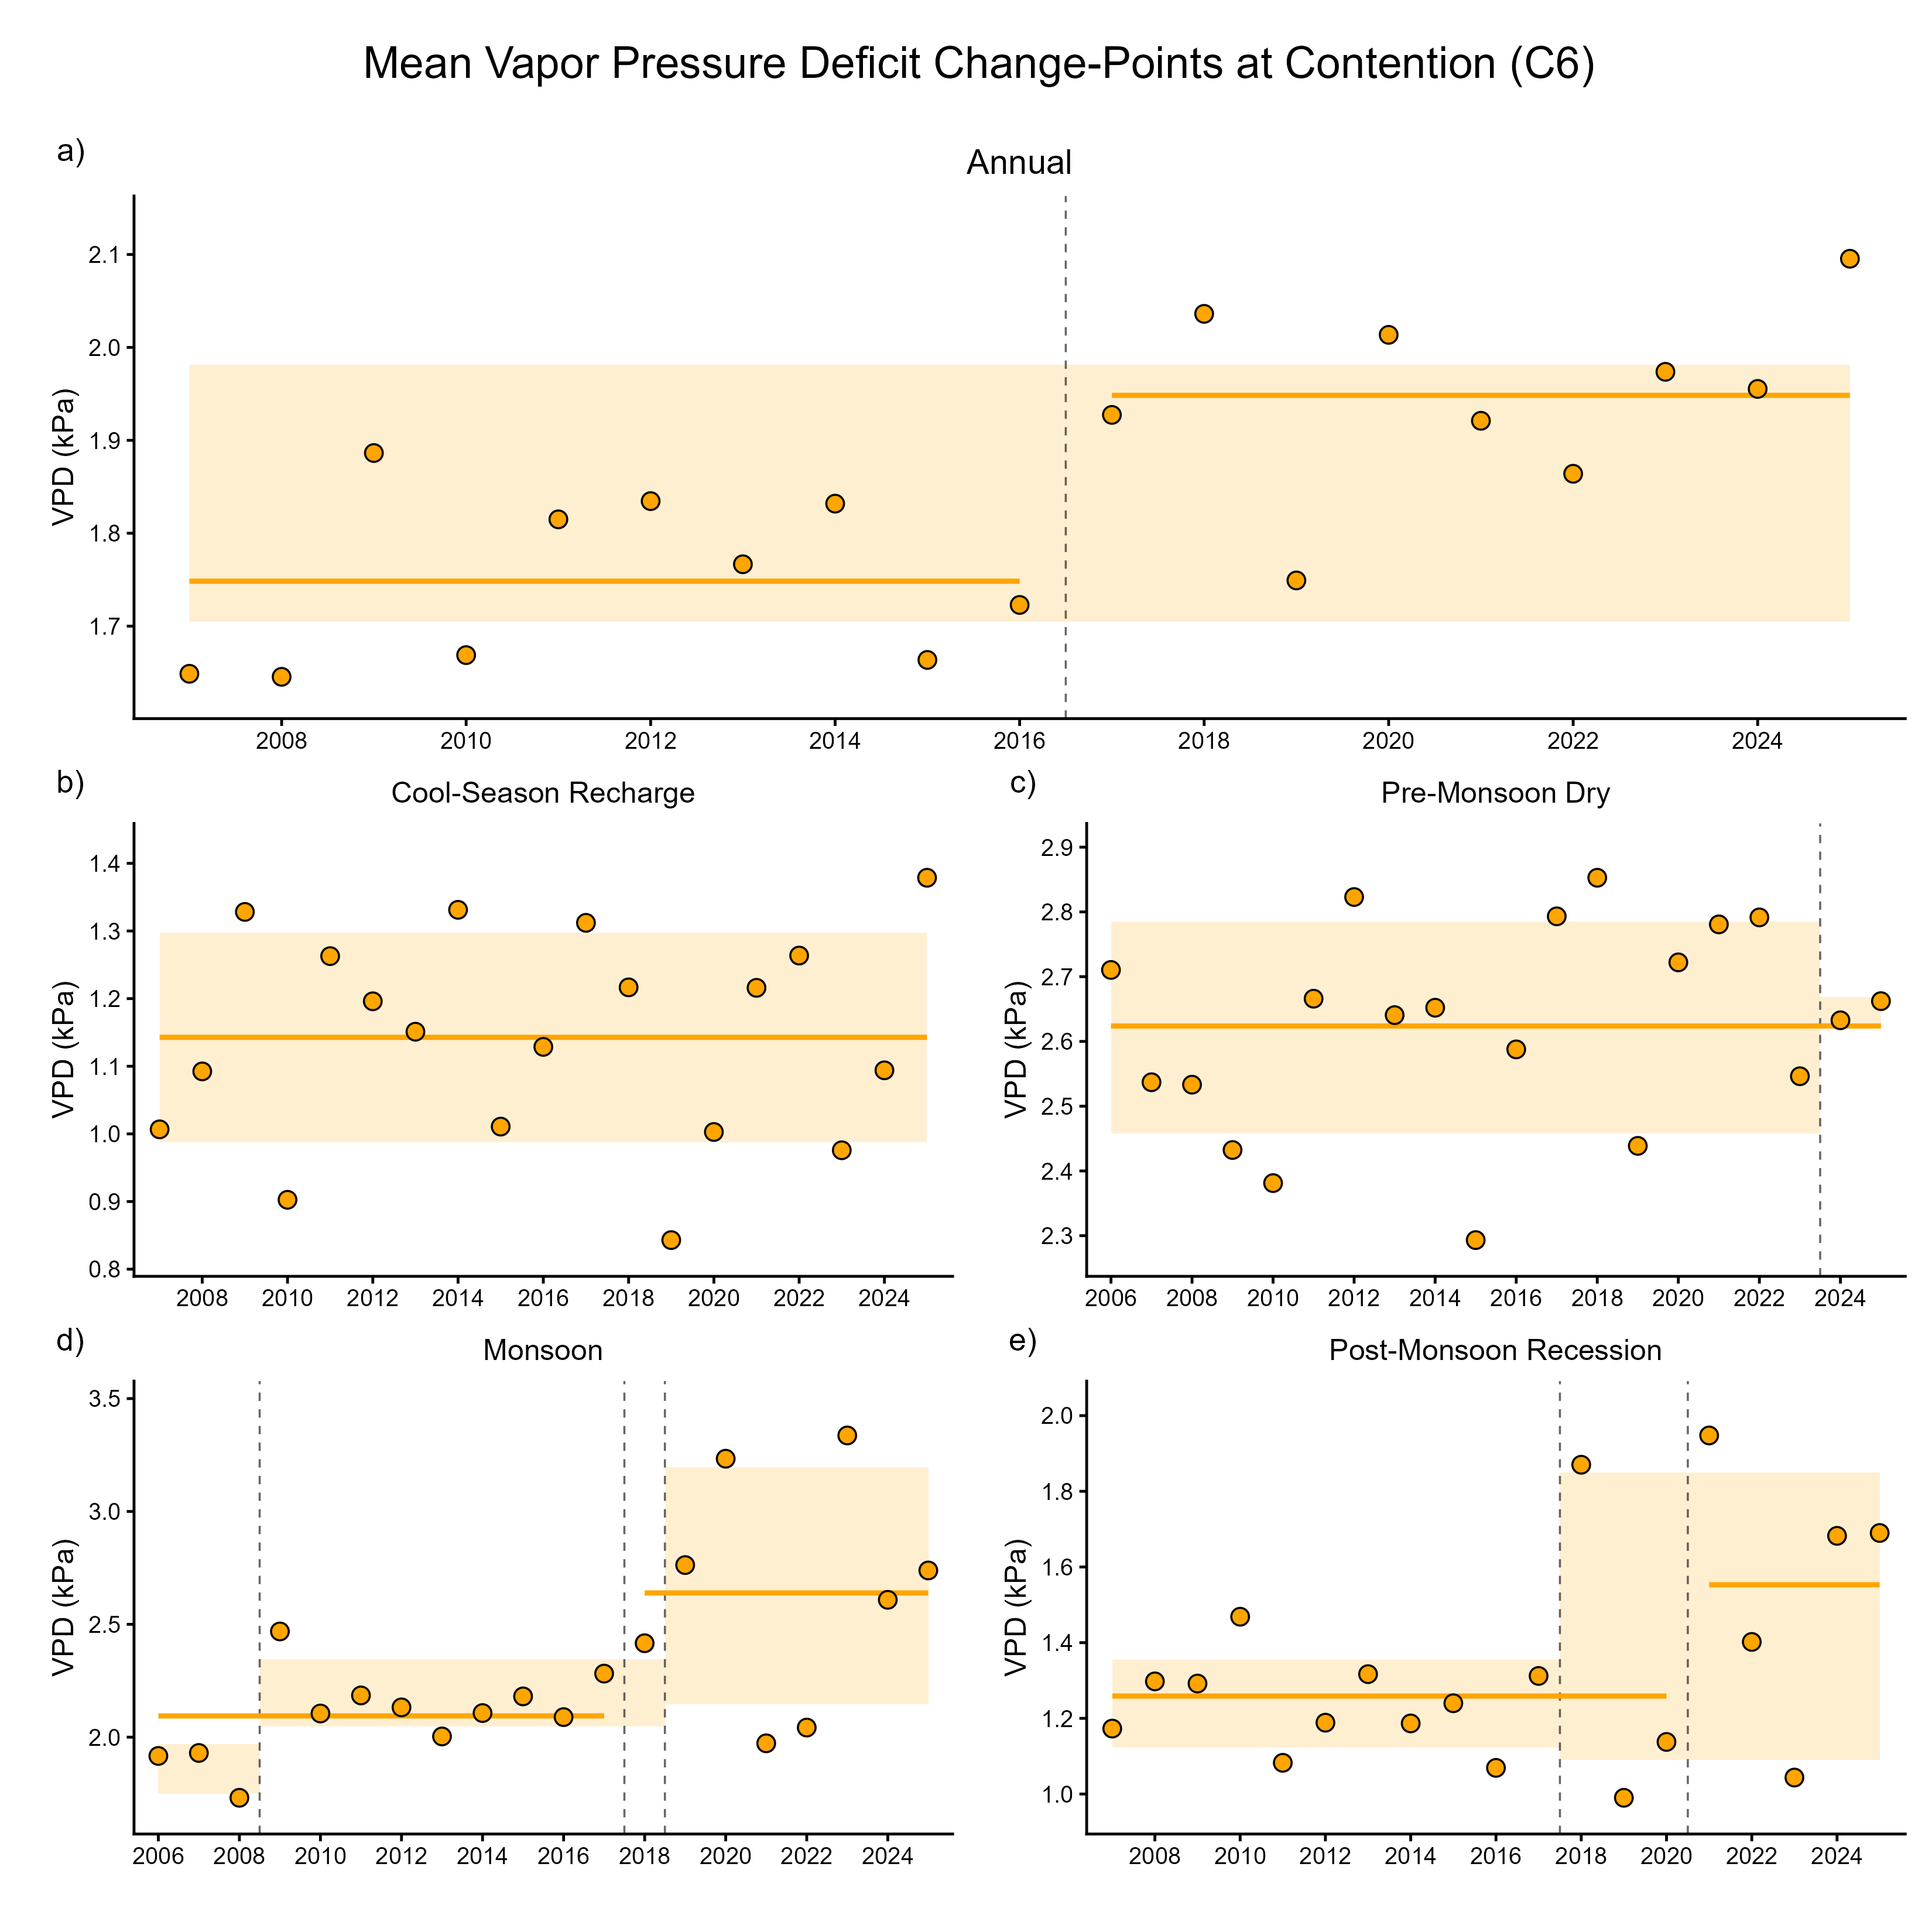 Mean Vapor Pressure Deficit Change-Points at Contention (C6)
a)
Annual
VPD (kPa)
2.1
2.0
1.9
1.8
1.7
2008 2010 2012 2014 2016 2018 2020 2022 2024
b)
Cool-Season Recharge
VPD (kPa)
1.4
1.3
1.2
1.1
1.0
0.9
0.8
2008 2010 2012 2014 2016 2018 2020 2022 2024
c)
Pre-Monsoon Dry
VPD (kPa)
2.9
2.8
2.7
2.6
2.5
2.4
2.3
2006 2008 2010 2012 2014 2016 2018 2020 2022 2024
d)
Monsoon
VPD (kPa)
3.5
3.0
2.5
2.0
2006 2008 2010 2012 2014 2016 2018 2020 2022 2024
e)
Post-Monsoon Recession
VPD (kPa)
2.0
1.8
1.6
1.4
1.2
1.0
2008 2010 2012 2014 2016 2018 2020 2022 2024